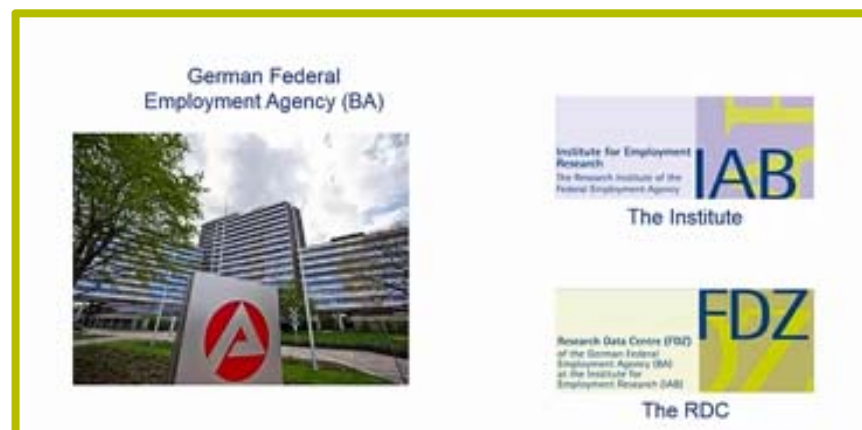 German Federal
Employment Agency (BA)
Institute for Employment
Research
The Research Institute of the
Federal Employment Agency
IAB
The Institute
FDZ
Research Data Centre (FDZ)
of the German Federal
Employment Agency (BA)
at the Institute for
Employment Research (IAB)
The RDC